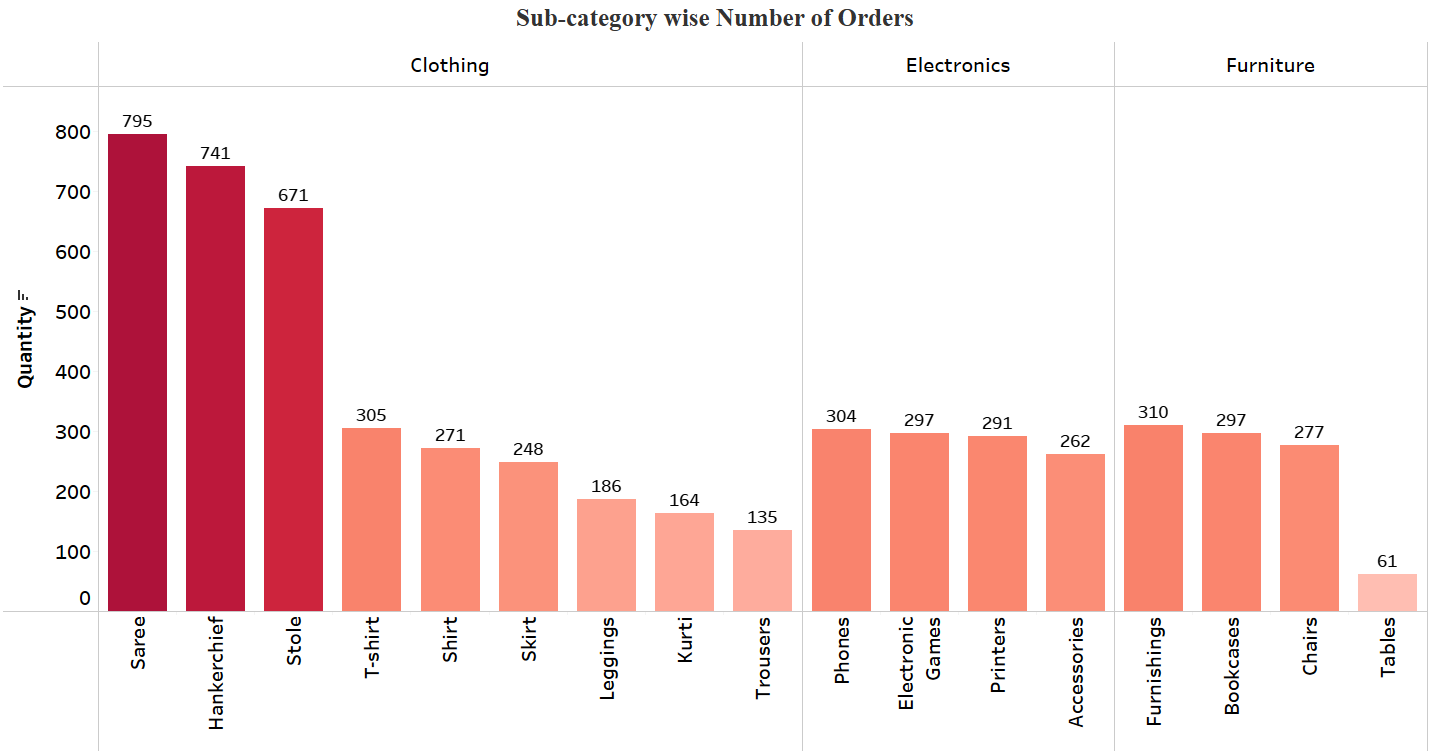 Sub-category wise Number of Orders
Clothing Electronics Furniture
Quantity
800
700
600
500
400
300
200
100
0
795
741
671
305
271
248
186
164
135
304
297
291
262
310
297
277
61
Saree
Hankerchief
Stole
T-shirt
Shirt
Skirt
Leggings
Kurti
Trousers
Phones
Electronic
Games
Printers
Accessories
Furnishings
Bookcases
Chairs
Tables